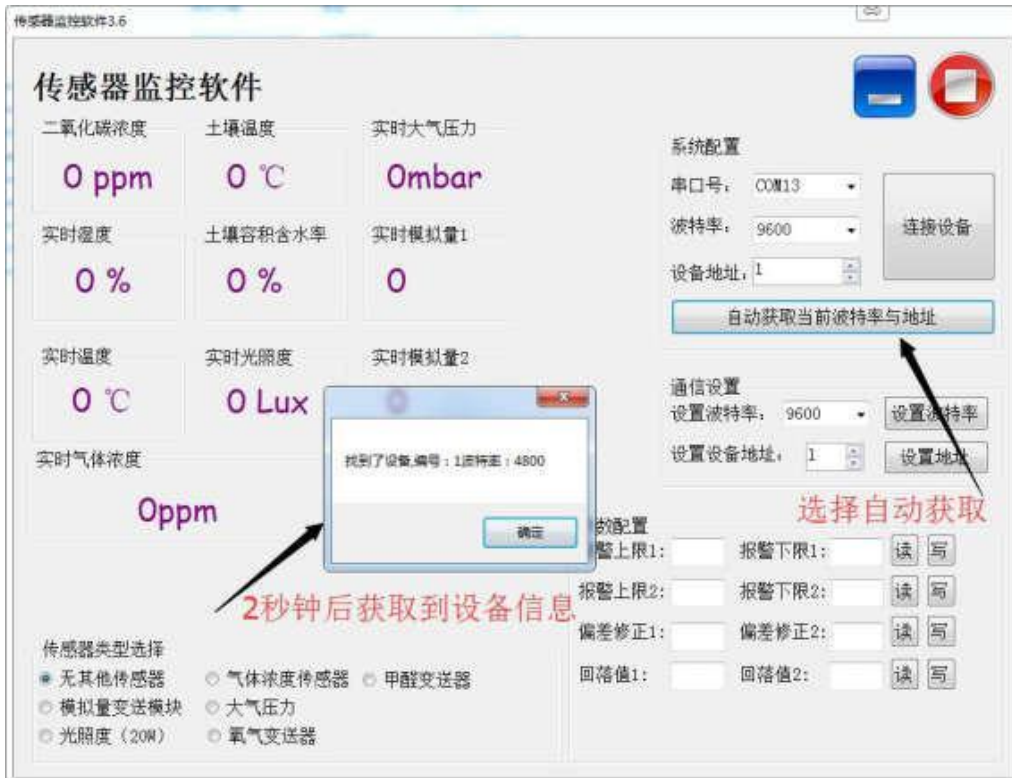 传感器监控软件3.6
传感器监控软件
二氧化碳浓度
土壤温度
实时大气压力
0 ppm
0 ℃
0mbar
实时湿度
土壤容积含水率
实时模拟量1
0 %
0 %
0
实时温度
实时光照度
实时模拟量2
0 ℃
0 Lux
0
实时气体浓度
0ppm
系统配置
串口号：
COM13
波特率：
9600
设备地址：
1
连接设备
自动获取当前波特率与地址
通信设置
设置波特率：
9600
设置波特率
设置设备地址：
1
设置地址
选择自动获取
找到了设备,编号：1波特率：4800
确定
2秒钟后获取到设备信息
数配置
警上限1:
报警下限1:
读
写
报警上限2:
报警下限2:
读
写
偏差修正1:
偏差修正2:
读
写
回落值1:
回落值2:
读
写
传感器类型选择
无其他传感器
气体浓度传感器
甲醛变送器
模拟量变送模块
大气压力
光照度（20W）
氧气变送器